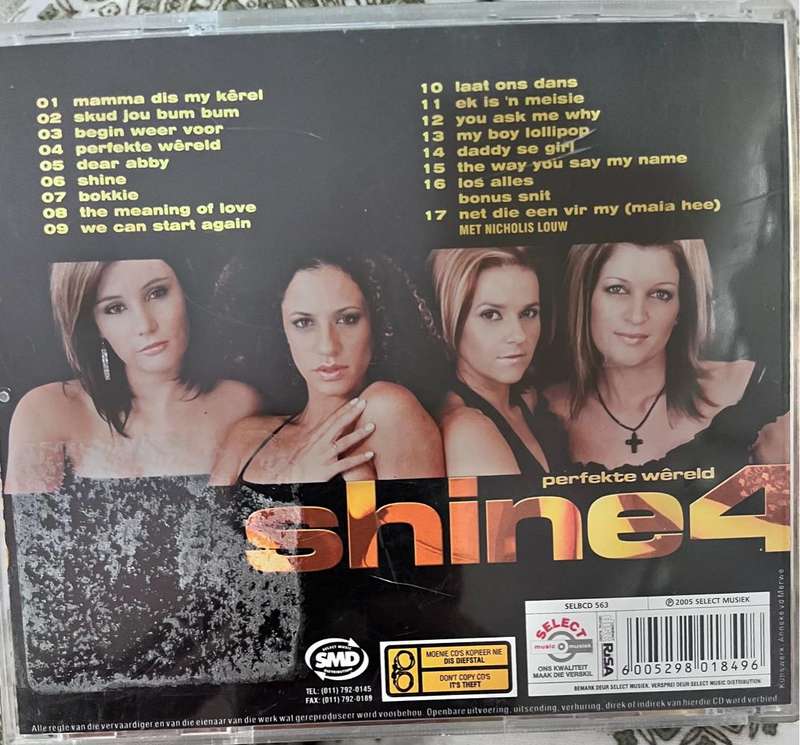 01 mamma dis my kêrel
02 skud jou bum bum
03 begin weer voor
04 perfekte wêreld
05 dear abby
06 shine
07 bokkie
08 the meaning of love
09 we can start again
10 laat ons dans
11 ek is 'n meisie
12 you ask me why
13 my boy lollipop
14 daddy se girl
15 the way you say my name
16 los alles
bonus snit
17 net die een vir my (maia hee)
MET NICHOLIS LOUW
perfekte wêreld
shine4
SELECT MUSIC
SMD
DISTRIBUTION
TEL: (011) 792-0145
FAX: (011) 792-0189
MOENIE CD'S KOPIEER NIE
DIS DIEFSTAL
DON'T COPY CD'S
IT'S THEFT
SELBCD 563
℗ 2005 SELECT MUSIEK
SELECT
music musiek
ONS KWALITEIT
MAAK DIE VERSKIL
RiSA
6 005298 018496
BEMARK DEUR SELECT MUSIEK, VERSPREI DEUR SELECT MUSIEK
Kunswerk: Anneke vd Merwe
Alle regte van die vervaardiger en van die eienaar van die werk wat gereproduseer word voorbehou. Openbare uitvoering, uitsending, verhuring, direk of indirek van hierdie CD word verbied.